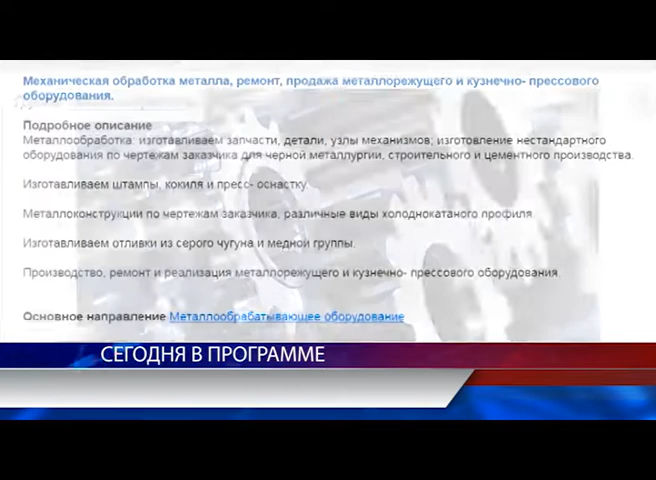 Механическая обработка металла, ремонт, продажа металлорежущего и кузнечно- прессового
оборудования.
Подробное описание
Металлообработка: изготавливаем запчасти, детали, узлы механизмов; изготовление нестандартного
оборудования по чертежам заказчика для черной металлургии, строительного и цементного производства.
Изготавливаем штампы, кокиля и пресс- оснастку.
Металлоконструкции по чертежам заказчика, различные виды холоднокатаного профиля.
Изготавливаем отливки из серого чугуна и медной группы.
Производство, ремонт и реализация металлорежущего и кузнечно- прессового оборудования.
Основное направление Металлообрабатывающее оборудование
СЕГОДНЯ В ПРОГРАММЕ